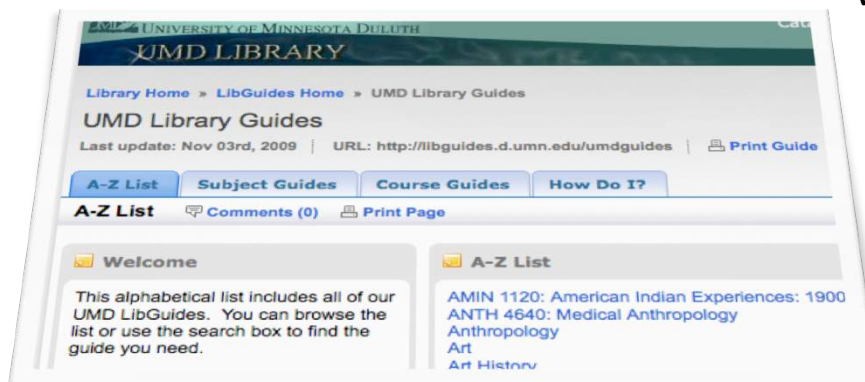 UNIVERSITY OF MINNESOTA DULUTH
UMD LIBRARY
Library Home » LibGuides Home » UMD Library Guides
UMD Library Guides
Last update: Nov 03rd, 2009 | URL: http://libguides.d.umn.edu/umdguides | Print Guide
A-Z List Subject Guides Course Guides How Do I?
A-Z List Comments (0) Print Page
Welcome
This alphabetical list includes all of our
UMD LibGuides. You can browse the
list or use the search box to find the
guide you need.
A-Z List
AMIN 1120: American Indian Experiences: 1900
ANTH 4640: Medical Anthropology
Anthropology
Art
Art History